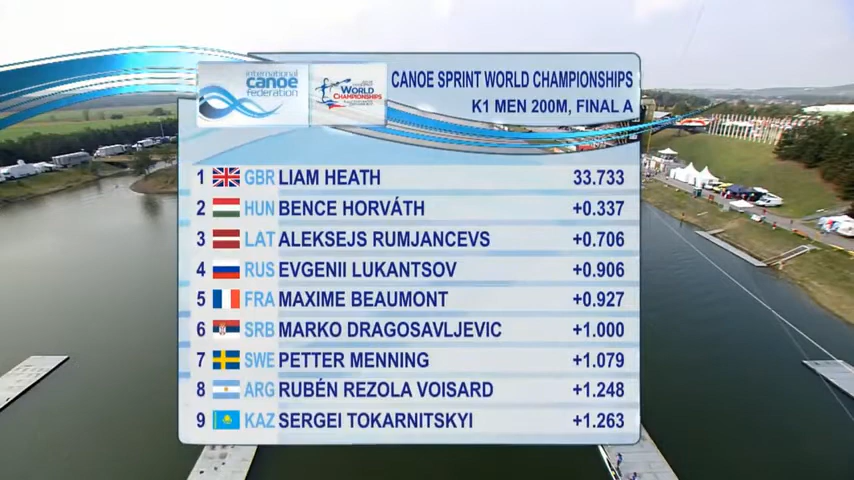 international
canoe
federation
WORLD
CHAMPIONSHIPS
CANOE SPRINT WORLD CHAMPIONSHIPS
K1 MEN 200M, FINAL A
1 GBR LIAM HEATH 33.733
2 HUN BENCE HORVÁTH +0.337
3 LAT ALEKSEJS RUMJANCEVS +0.706
4 RUS EVGENII LUKANTSOV +0.906
5 FRA MAXIME BEAUMONT +0.927
6 SRB MARKO DRAGOSAVLJEVIC +1.000
7 SWE PETTER MENNING +1.079
8 ARG RUBÉN REZOLA VOISARD +1.248
9 KAZ SERGEI TOKARNITSKYI +1.263